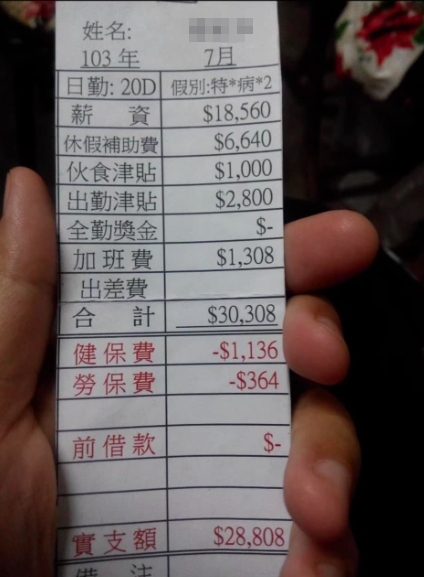 姓名:
103 年 7月
日勤: 20D 假別:特*病*2
薪 資 $18,560
休假補助費 $6,640
伙食津貼 $1,000
出勤津貼 $2,800
全勤獎金 $-
加班費 $1,308
出差費
合 計 $30,308
健保費 -$1,136
勞保費 -$364
前借款 $-
實支額 $28,808
備 注